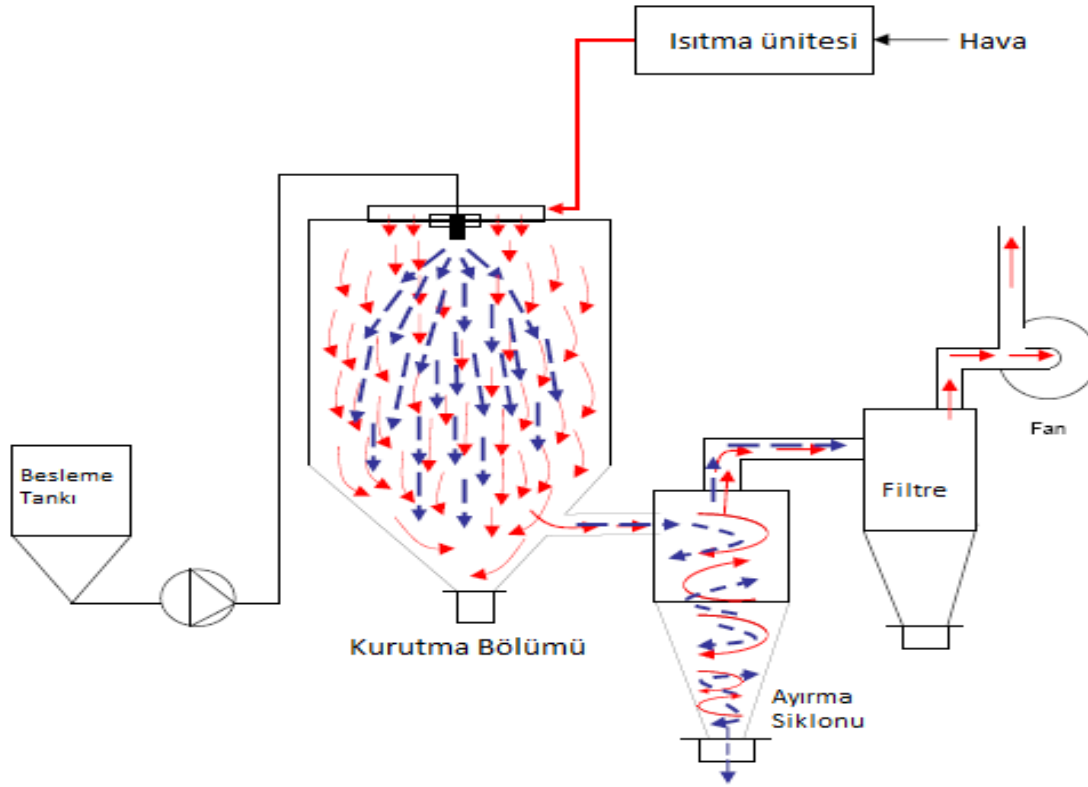 Isıtma ünitesi
Hava
Fan
Besleme
Tankı
Filtre
Kurutma Bölümü
Ayırma
Siklonu